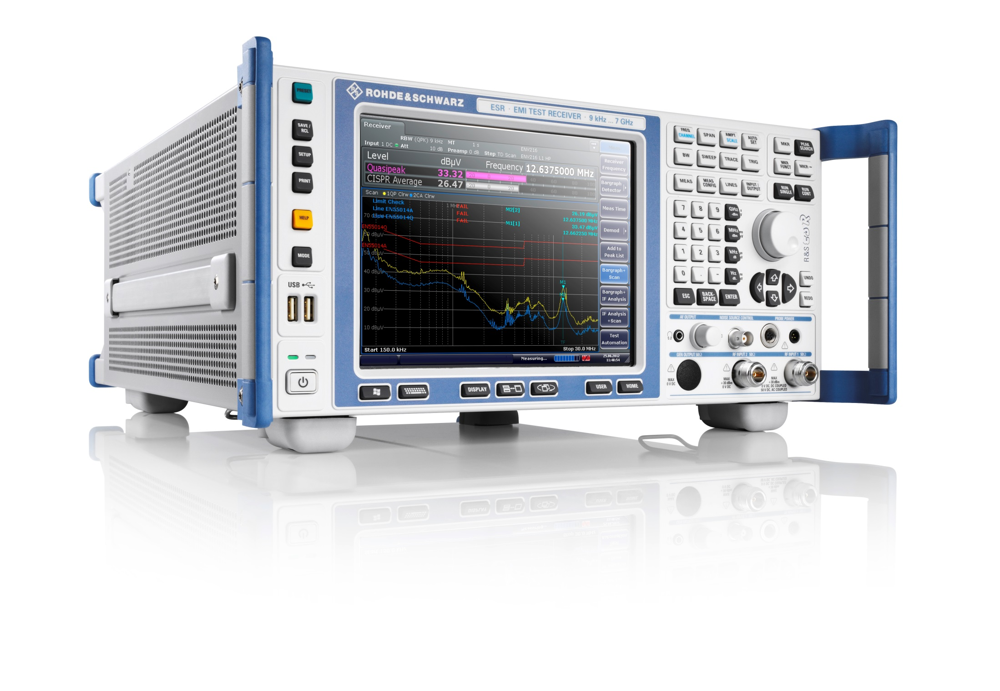 ROHDE&SCHWARZ
ESR · EMI TEST RECEIVER · 9 kHz ... 7 GHz
PRESET
SAVE /
RCL
SETUP
PRINT
HELP
MODE
USB
Receiver
RBW (QPK) 9 kHz MT 1 s ENV216
Input 1 DC Att 10 dB Preamp 0 dB Step TD Scan ENV216 L1 HP
Level dBµV Frequency 12.6375000 MHz
Quasipeak 33.32 -20 0 20 40 60 80 100
CISPR Average 26.47 -20 0 20 40 60 80 100
Scan 1QP Clrw 2CA Clrw
Limit Check 1 MHz FAIL
Line EN55014A FAIL
Line EN55014Q FAIL
M2[2] 26.19 dBµV
12.637500 MHz
M1[1] 33.47 dBµV
12.662250 MHz
70 dBµV
EN55014Q
60 dBµV
EN55014A
50 dBµV
40 dBµV
30 dBµV
20 dBµV
10 dBµV
M1
TF
Start 150.0 kHz Stop 30.0 MHz
Measuring...
25.06.2012
11:48:54
Receiver
Frequency
Bargraph
Detector
Meas Time
Demod
Add to
Peak List
Bargraph+
Scan
Bargraph+
IF Analysis
IF Analysis
+Scan
Test
Automation
DISPLAY
USER
HOME
FREQ
CHANNEL
SPAN
AMPT
SCALE
AUTO
SET
MKR
PEAK
SEARCH
BW
SWEEP
TRACE
TRIG
MKR
FUNCT
MKR→
MEAS
MEAS
CONFIG
LINES
INPUT/
OUTPUT
RUN
SINGLE
RUN
CONT
7 8 9 GHz
-dBm
4 5 6 MHz
dBm
1 2 3 kHz
dB
0 . - Hz
dB..
ESC
BACK-
SPACE
ENTER
UNDO
REDO
R&S ESR
AF OUTPUT
NOISE SOURCE CONTROL
PROBE POWER
GEN OUTPUT 50Ω
RF INPUT 2 50Ω
RF INPUT 1 50Ω
MAX
0 V DC
MAX
+30 dBm
0 V DC
MAX
+30 dBm
0 V DC, DC COUPLED
50 V DC, AC COUPLED